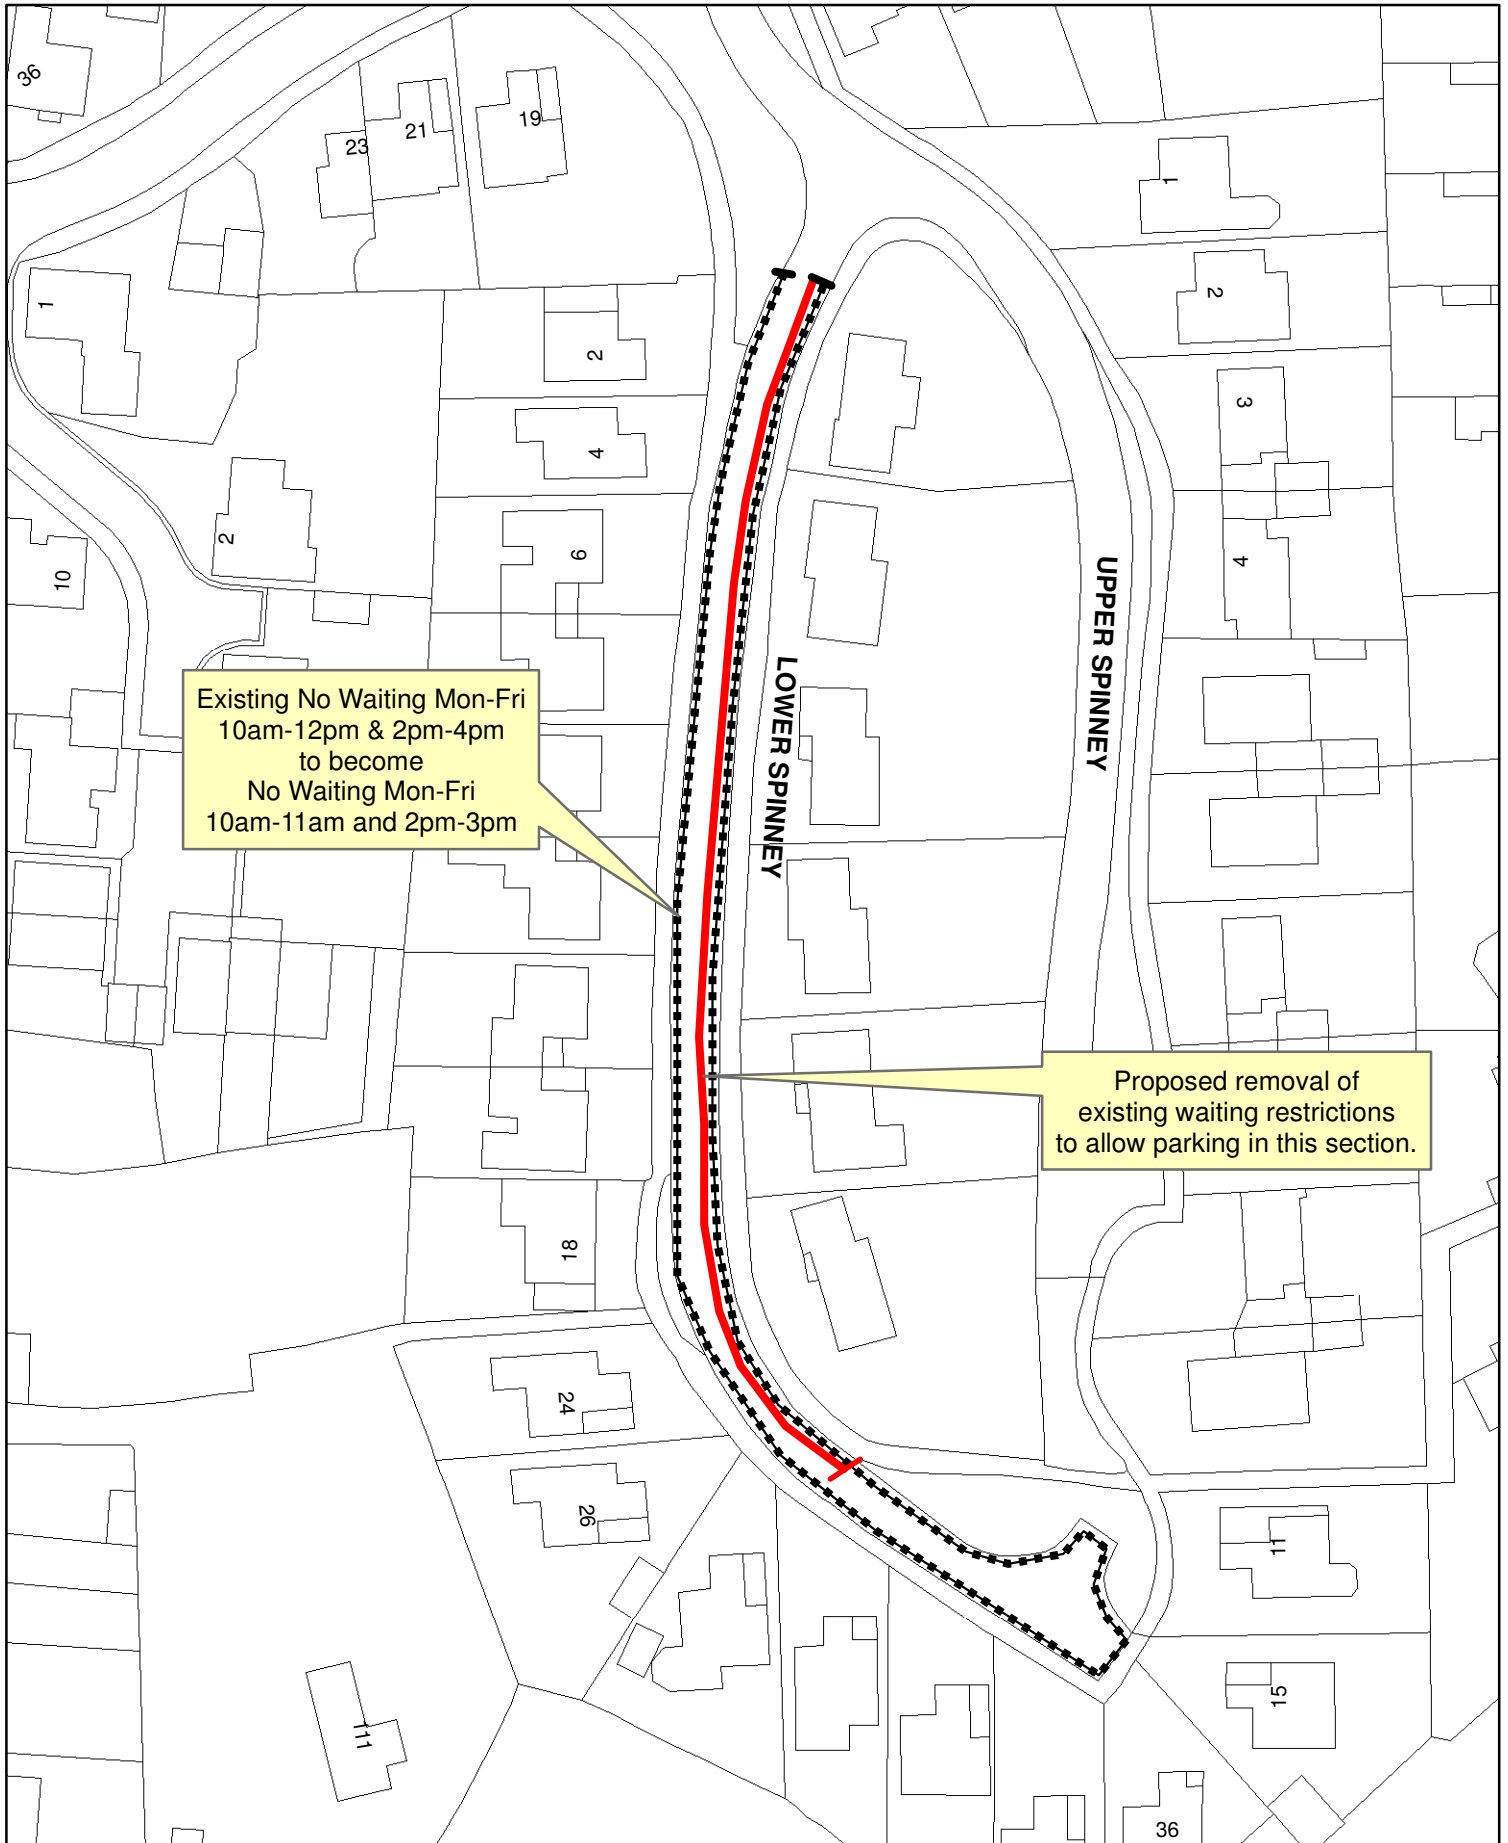 36
23
21
19
1
1
2
2
2
3
4
4
6
10
UPPER SPINNEY
LOWER SPINNEY
Existing No Waiting Mon-Fri
10am-12pm & 2pm-4pm
to become
No Waiting Mon-Fri
10am-11am and 2pm-3pm
Proposed removal of
existing waiting restrictions
to allow parking in this section.
18
24
26
11
15
111
36